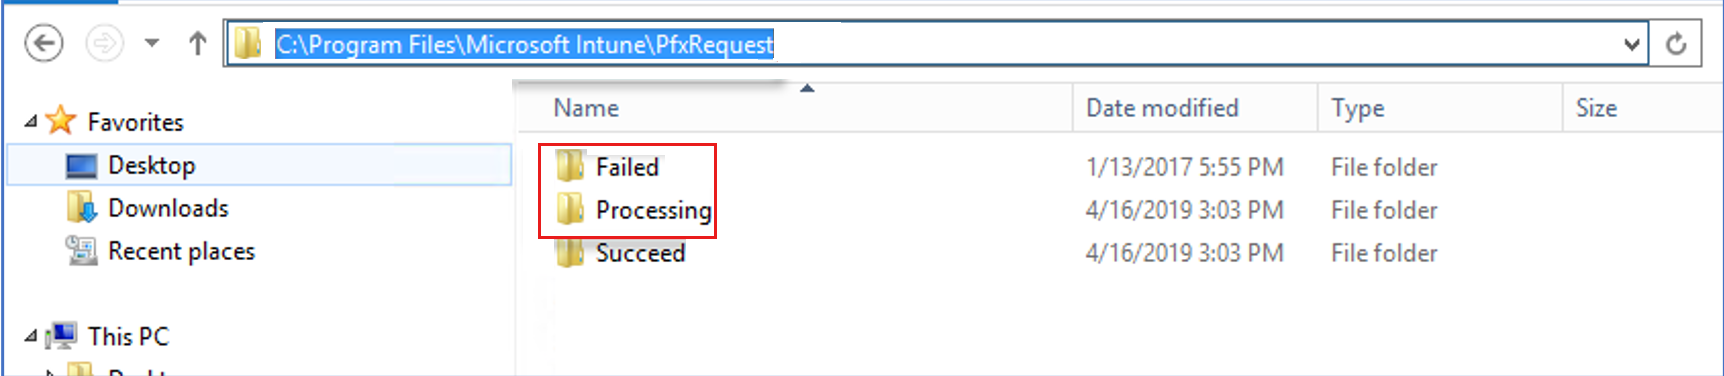 C:\Program Files\Microsoft Intune\PfxRequest
Name Date modified Type Size
Favorites
Desktop
Downloads
Recent places
This PC
Failed 1/13/2017 5:55 PM File folder
Processing 4/16/2019 3:03 PM File folder
Succeed 4/16/2019 3:03 PM File folder